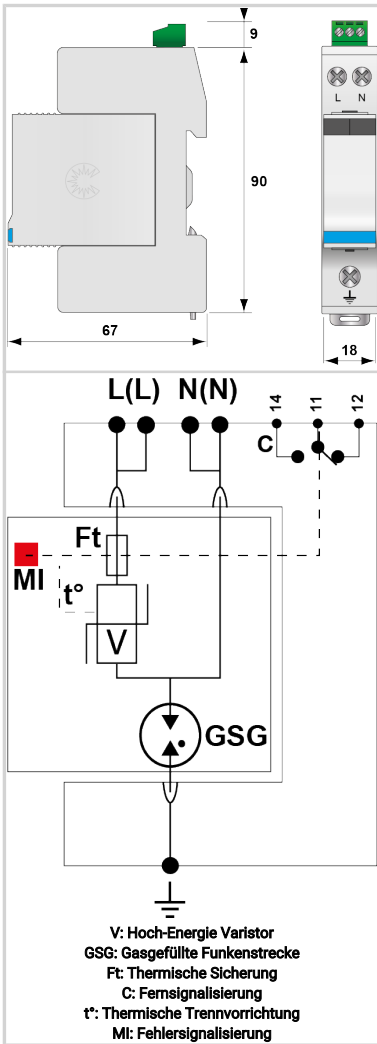 9
L N
90
67
18
L(L) N(N)
14 11 12
C
Ft
MI
t°
V
GSG
V: Hoch-Energie Varistor
GSG: Gasgefüllte Funkenstrecke
Ft: Thermische Sicherung
C: Fernsignalisierung
t°: Thermische Trennvorrichtung
MI: Fehlersignalisierung